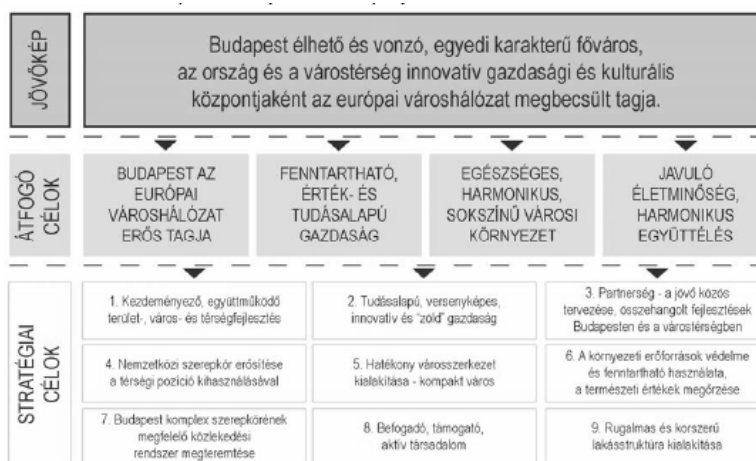 JÖVŐKÉP
Budapest élhető és vonzó, egyedi karakterű főváros,
az ország és a várostérség innovatív gazdasági és kulturális
központjaként az európai városhálózat megbecsült tagja.
ÁTFOGÓ
CÉLOK
BUDAPEST AZ
EURÓPAI
VÁROSHÁLÓZAT
ERŐS TAGJA
FENNTARTHATÓ,
ÉRTÉK- ÉS
TUDÁSALAPÚ
GAZDASÁG
EGÉSZSÉGES,
HARMONIKUS,
SOKSZÍNŰ VÁROSI
KÖRNYEZET
JAVULÓ
ÉLETMINŐSÉG,
HARMONIKUS
EGYÜTTÉLÉS
STRATÉGIAI
CÉLOK
1. Kezdeményező, együttműködő
terület-, város- és térségfejlesztés
2. Tudásalapú, versenyképes,
innovatív és "zöld" gazdaság
3. Partnerség - a jövő közös
tervezése, összehangolt fejlesztések
Budapesten és a várostérségben
4. Nemzetközi szerepkör erősítése
a térségi pozíció kihasználásával
5. Hatékony városszerkezet
kialakítása - kompakt város
6. A környezeti erőforrások védelme
és fenntartható használata,
a természeti értékek megőrzése
7. Budapest komplex szerepkörének
megfelelő közlekedési
rendszer megteremtése
8. Befogadó, támogató,
aktív társadalom
9. Rugalmas és korszerű
lakásstruktúra kialakítása